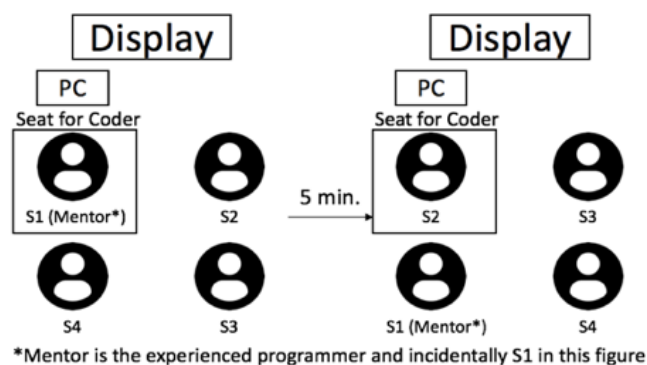 Display
Display
PC
PC
Seat for Coder
Seat for Coder
S1 (Mentor*)
S2
5 min.
S2
S3
S4
S3
S1 (Mentor*)
S4
*Mentor is the experienced programmer and incidentally S1 in this figure